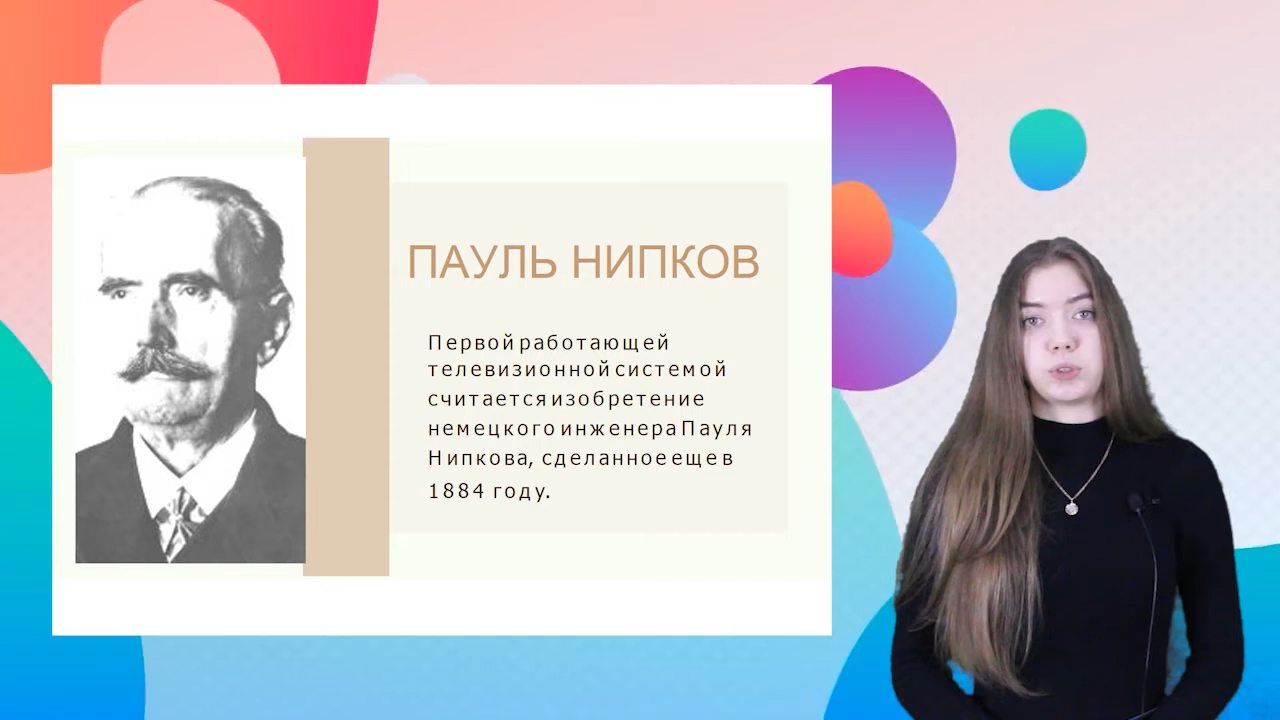 ПАУЛЬ НИПКОВ
Первой работающей
телевизионной системой
считается изобретение
немецкого инженера Пауля
Нипкова, сделанное еще в
1884 году.